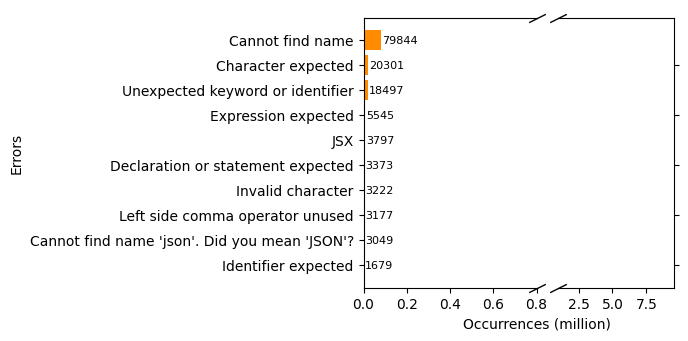 Errors
Cannot find name 79844
Character expected 20301
Unexpected keyword or identifier 18497
Expression expected 5545
JSX 3797
Declaration or statement expected 3373
Invalid character 3222
Left side comma operator unused 3177
Cannot find name 'json'. Did you mean 'JSON'? 3049
Identifier expected 1679
0.0 0.2 0.4 0.6 0.8 2.5 5.0 7.5
Occurrences (million)